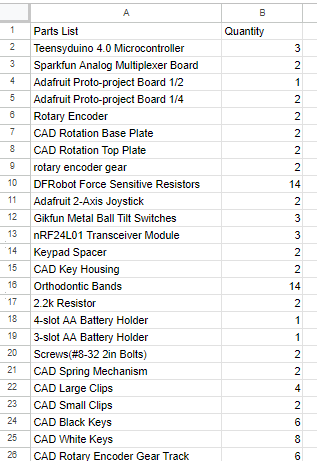 A B
1 Parts List Quantity
2 Teensyduino 4.0 Microcontroller 3
3 Sparkfun Analog Multiplexer Board 2
4 Adafruit Proto-project Board 1/2 1
5 Adafruit Proto-project Board 1/4 2
6 Rotary Encoder 2
7 CAD Rotation Base Plate 2
8 CAD Rotation Top Plate 2
9 rotary encoder gear 2
10 DFRobot Force Sensitive Resistors 14
11 Adafruit 2-Axis Joystick 2
12 Gikfun Metal Ball Tilt Switches 3
13 nRF24L01 Transceiver Module 3
14 Keypad Spacer 2
15 CAD Key Housing 2
16 Orthodontic Bands 14
17 2.2k Resistor 2
18 4-slot AA Battery Holder 1
19 3-slot AA Battery Holder 1
20 Screws(#8-32 2in Bolts) 2
21 CAD Spring Mechanism 2
22 CAD Large Clips 4
23 CAD Small Clips 2
24 CAD Black Keys 6
25 CAD White Keys 8
26 CAD Rotary Encoder Gear Track 6